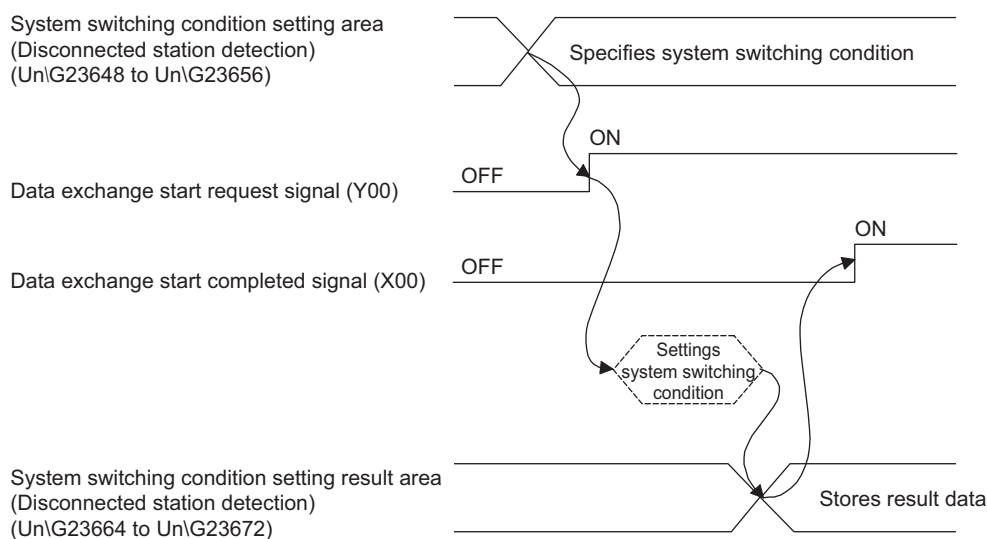 System switching condition setting area
(Disconnected station detection)
(Un\G23648 to Un\G23656)
Specifies system switching condition
ON
OFF
Data exchange start request signal (Y00)
ON
OFF
Data exchange start completed signal (X00)
Settings
system switching
condition
System switching condition setting result area
(Disconnected station detection)
(Un\G23664 to Un\G23672)
Stores result data